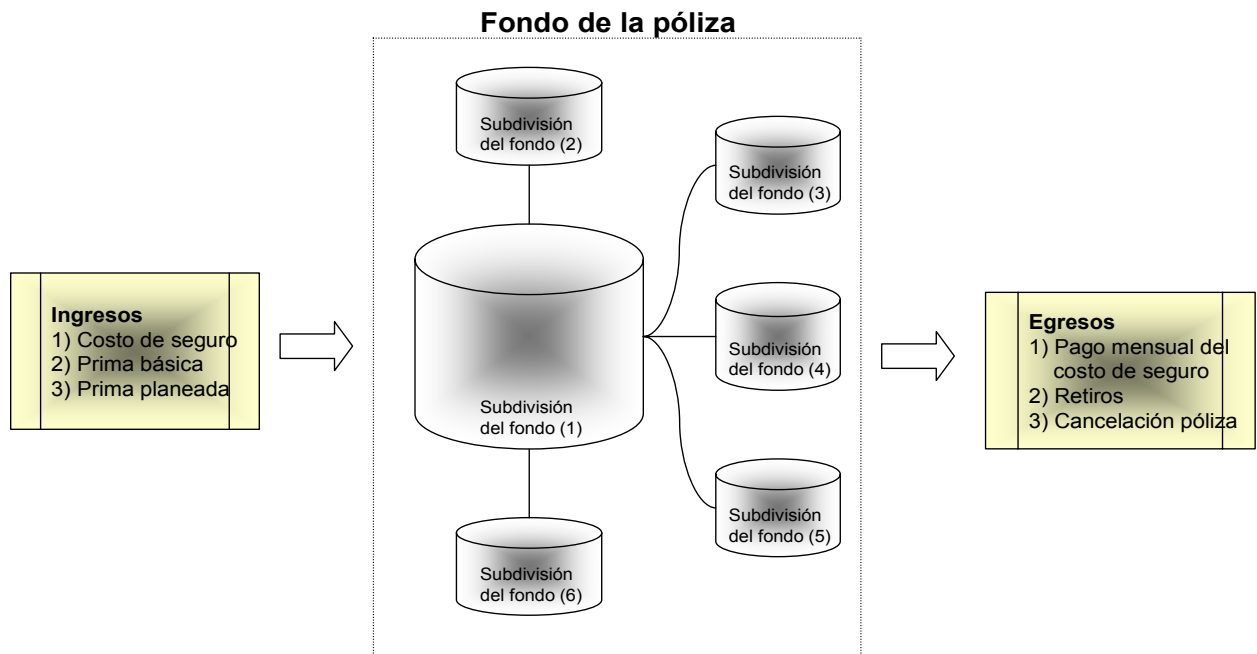 Fondo de la póliza
Subdivisión
del fondo (2)
Subdivisión
del fondo (3)
Ingresos
1) Costo de seguro
2) Prima básica
3) Prima planeada
Subdivisión
del fondo (1)
Subdivisión
del fondo (4)
Egresos
1) Pago mensual del
costo de seguro
2) Retiros
3) Cancelación póliza
Subdivisión
del fondo (5)
Subdivisión
del fondo (6)